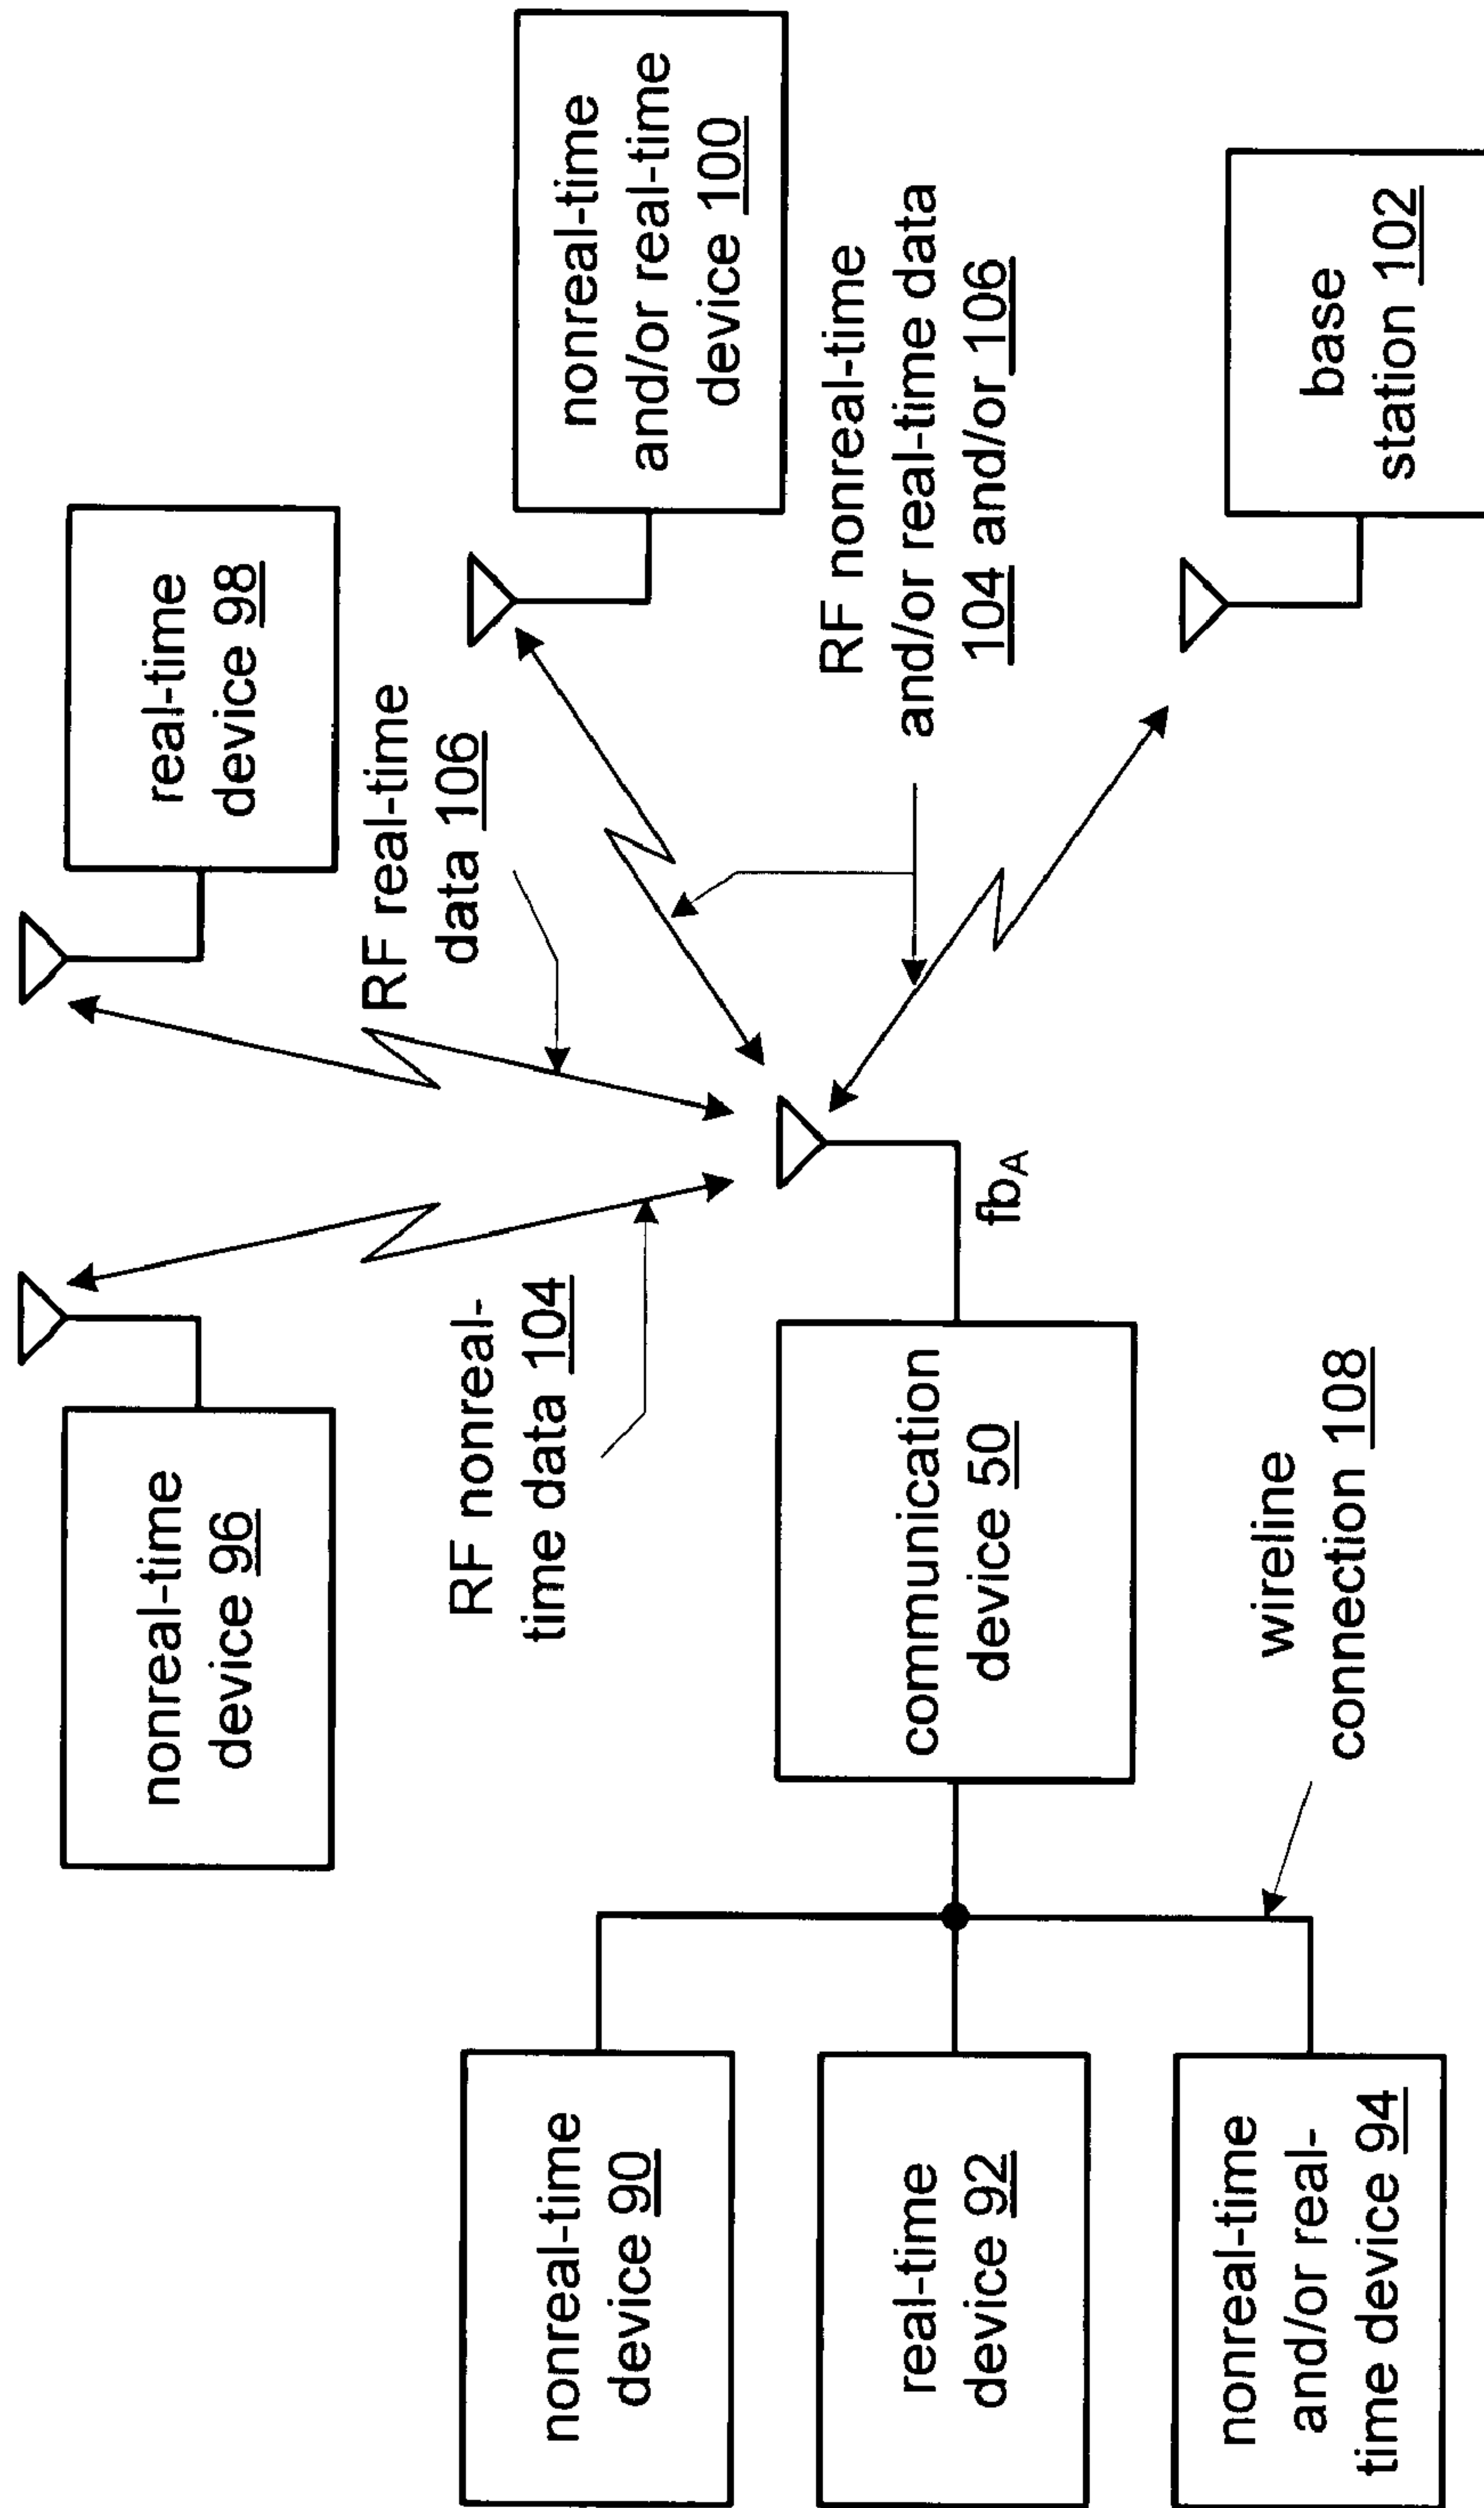 nonreal-time
device 96
real-time
device 98
RF nonreal-
time data 104
RF real-time
data 106
nonreal-time
and/or real-time
device 100
nonreal-time
device 90
communication
device 50
fbA
RF nonreal-time
and/or real-time data
104 and/or 106
real-time
device 92
wireline
connection 108
nonreal-time
and/or real-
time device 94
base
station 102